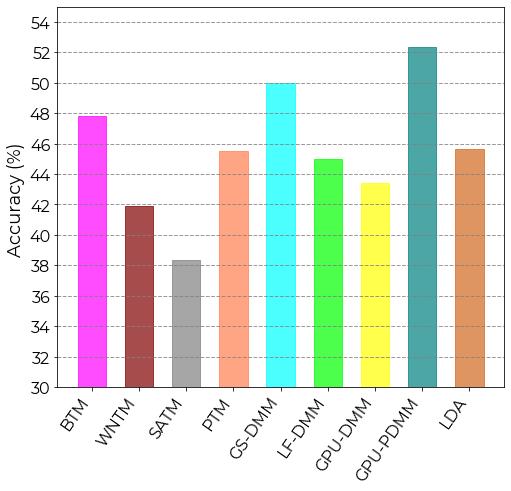 54
52
50
48
46
44
42
40
38
36
34
32
30
Accuracy (%)
BTM
WNTM
SATM
PTM
GS-DMM
LF-DMM
GPU-DMM
GPU-PDMM
LDA